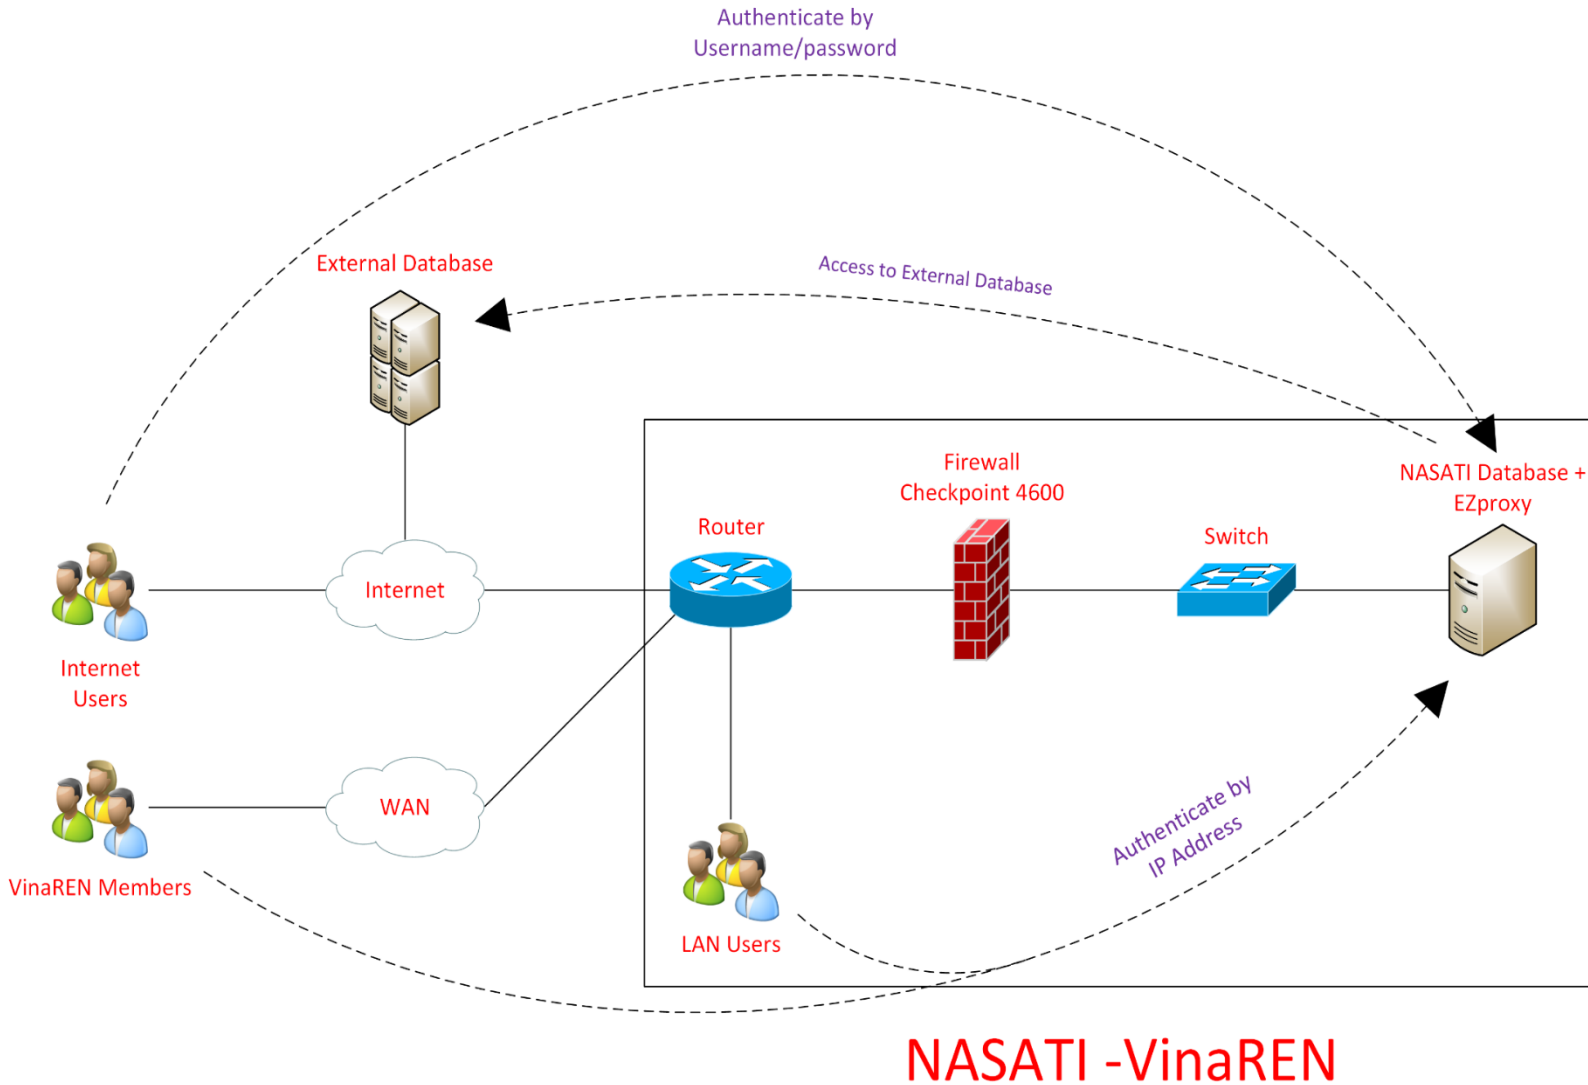 Authenticate by
Username/password
External Database
Access to External Database
Firewall
Checkpoint 4600
NASATI Database +
EZproxy
Router
Switch
Internet
Internet
Users
WAN
VinaREN Members
Authenticate by
IP Address
LAN Users
NASATI -VinaREN